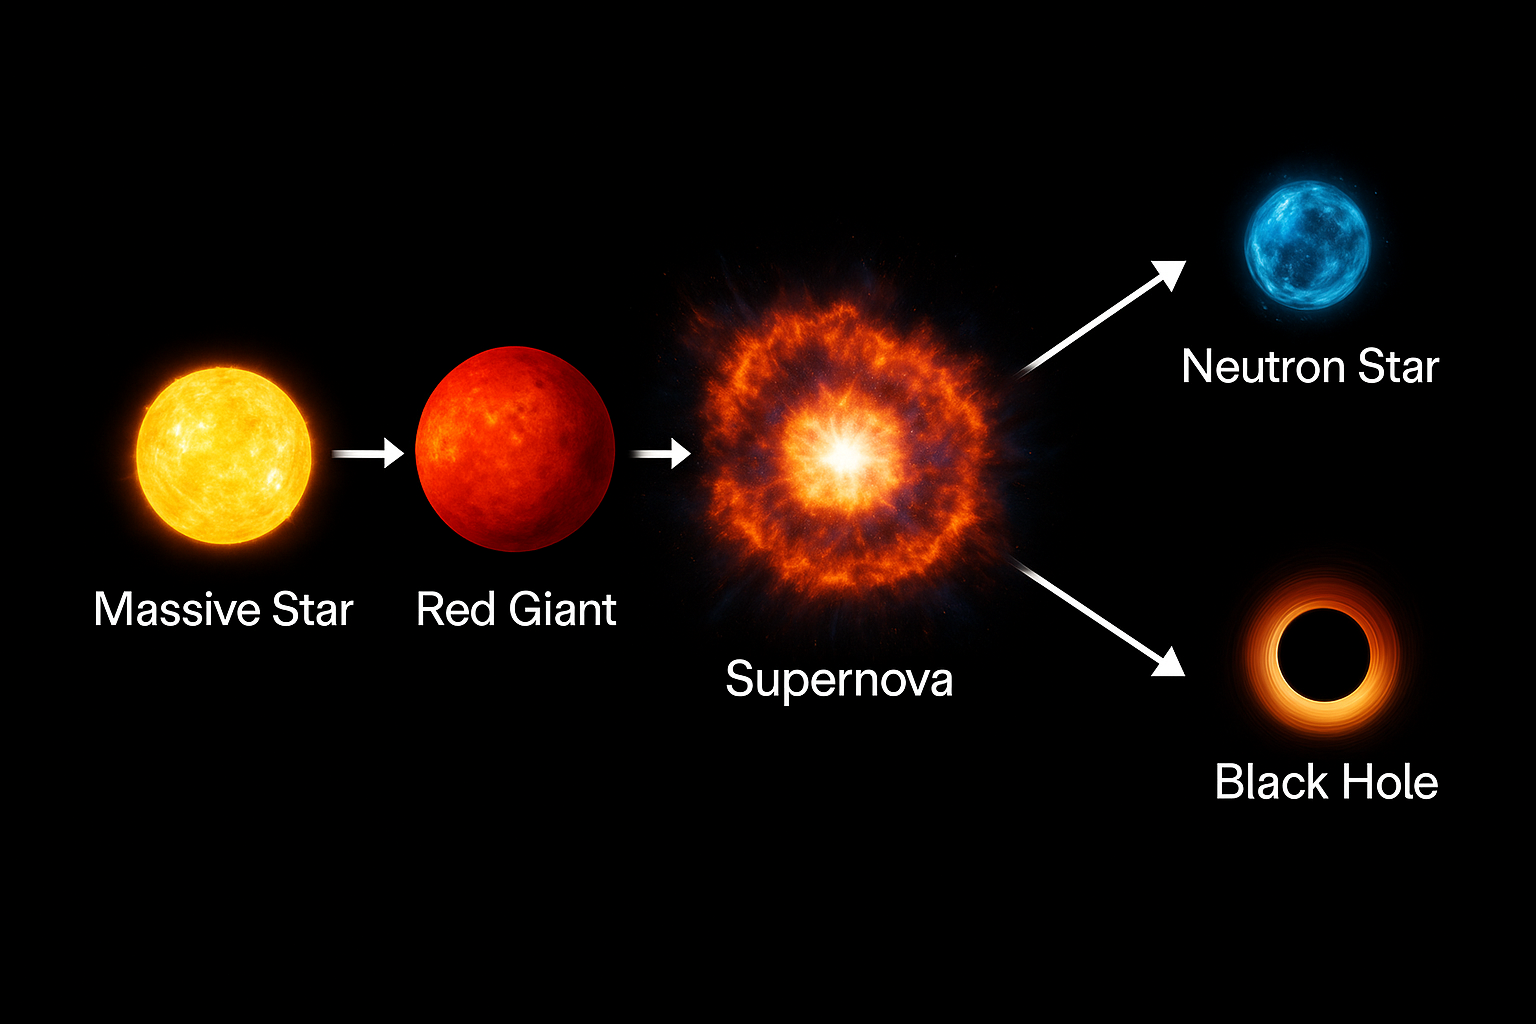 Massive Star
Red Giant
Supernova
Neutron Star
Black Hole